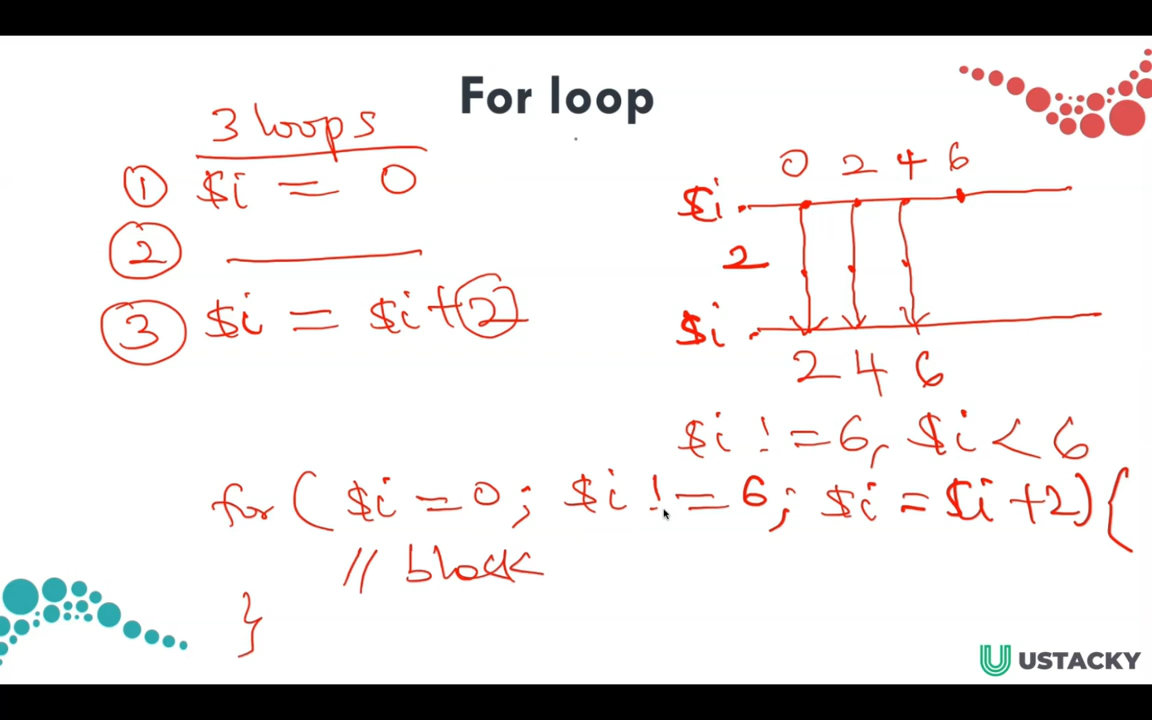 For loop
3 loops
① $i = 0
②
③ $i = $i+2
0 2 4 6
$i
2
$i
2 4 6
$i != 6, $i < 6
for ( $i = 0; $i != 6; $i = $i +2) {
// block
}
USTACKY